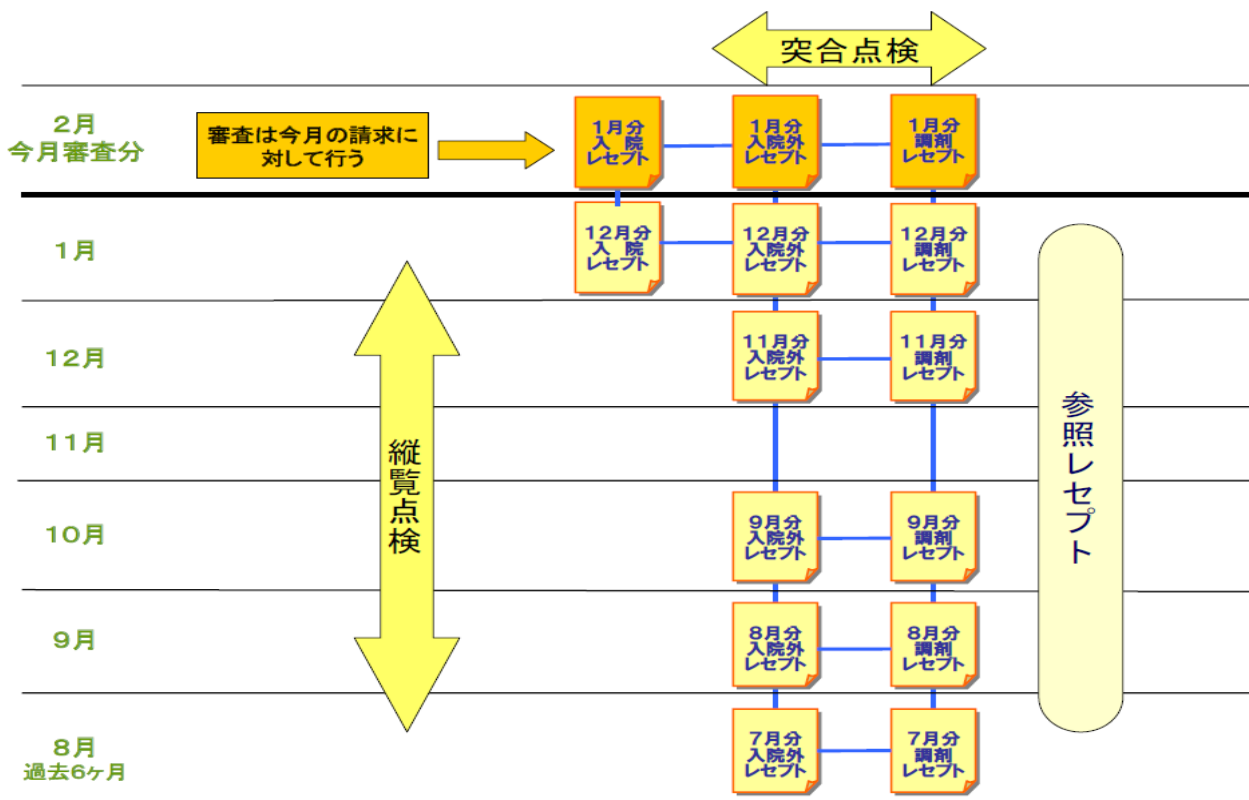 突合点検
2月
今月審査分
審査は今月の請求に
対して行う
1月分
入 院
レセプト
1月分
入院外
レセプト
1月分
調剤
レセプト
1月
12月分
入 院
レセプト
12月分
入院外
レセプト
12月分
調剤
レセプト
12月
11月分
入院外
レセプト
11月分
調剤
レセプト
11月
縦覧点検
参照レセプト
10月
9月分
入院外
レセプト
9月分
調剤
レセプト
9月
8月分
入院外
レセプト
8月分
調剤
レセプト
8月
過去6ヶ月
7月分
入院外
レセプト
7月分
調剤
レセプト